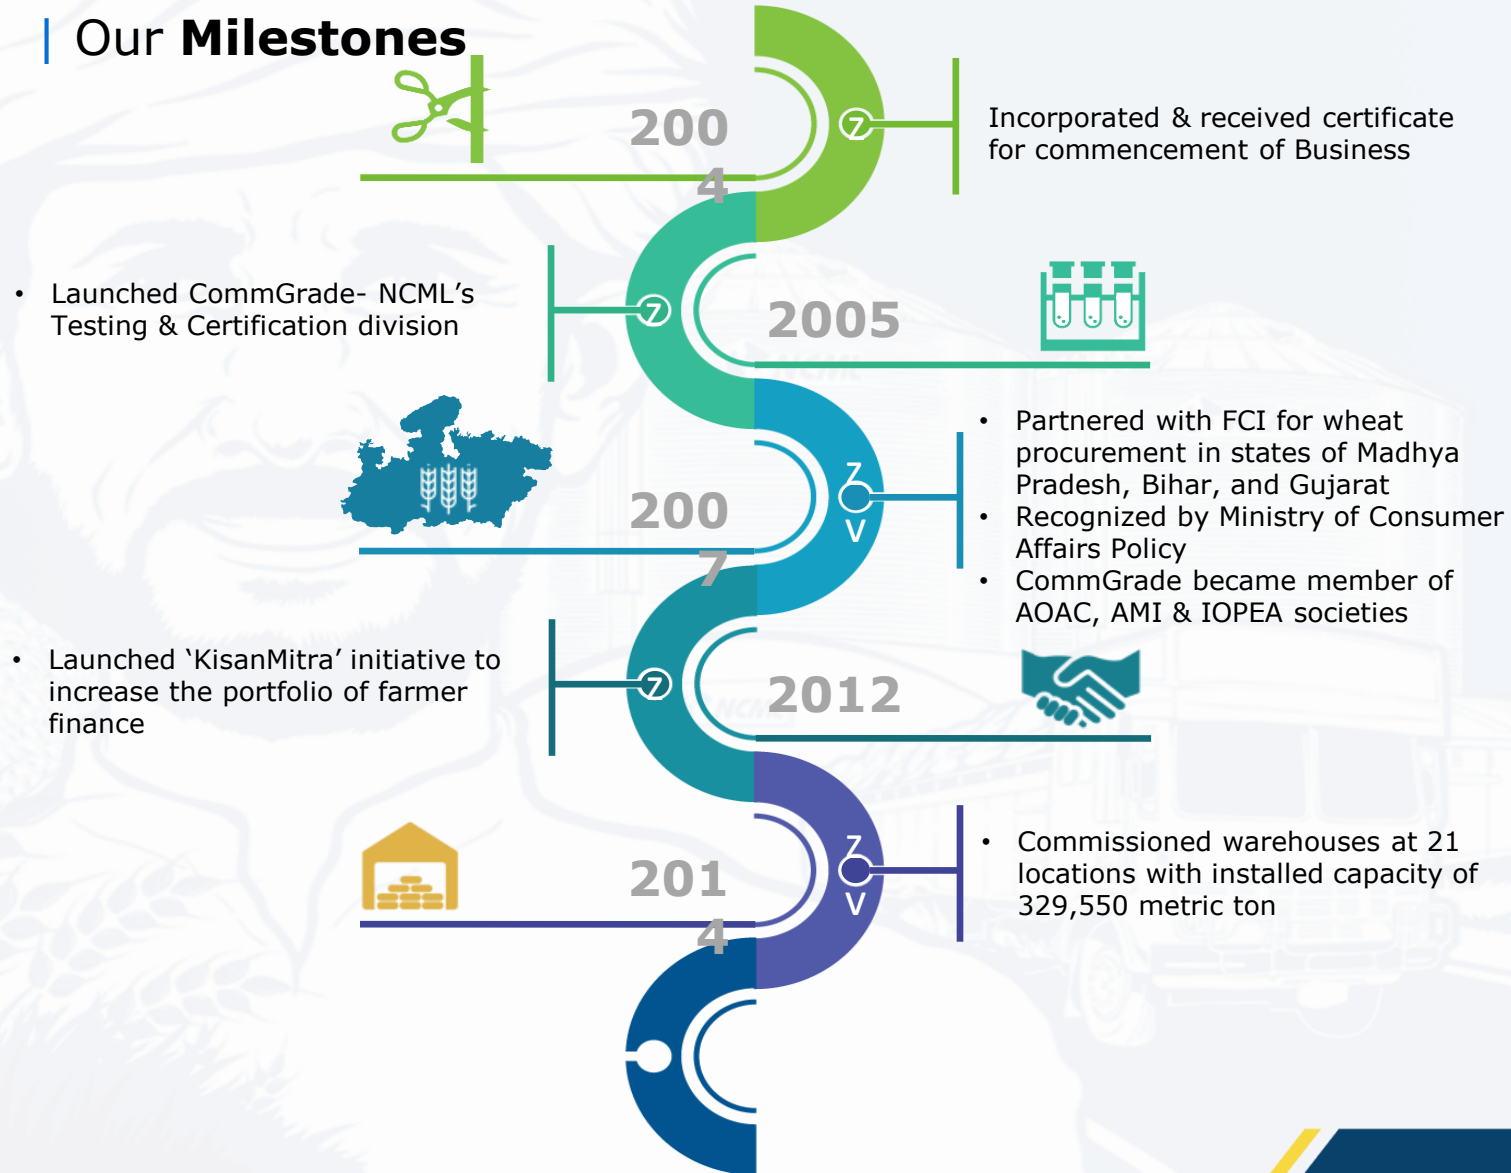 Our Milestones
200
4
Z
Incorporated & received certificate
for commencement of Business
• Launched CommGrade- NCML’s
Testing & Certification division
Z
2005
NCML
• Partnered with FCI for wheat
procurement in states of Madhya
Pradesh, Bihar, and Gujarat
• Recognized by Ministry of Consumer
Affairs Policy
• CommGrade became member of
AOAC, AMI & IOPEA societies
200
7
Z
V
• Launched ‘KisanMitra’ initiative to
increase the portfolio of farmer
finance
Z
2012
NCML
201
4
Z
V
• Commissioned warehouses at 21
locations with installed capacity of
329,550 metric ton